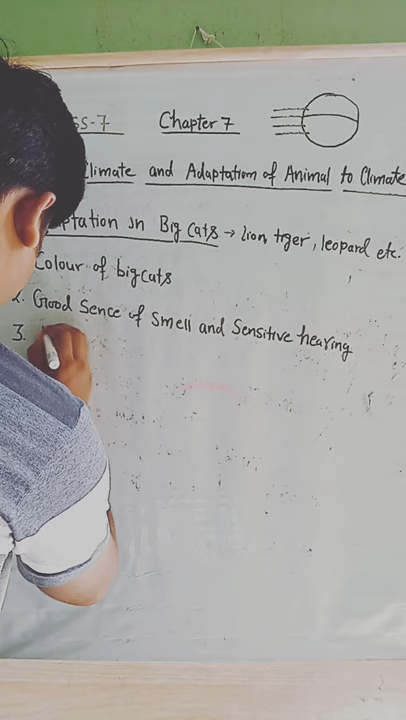 ss-7 Chapter 7
limate and Adaptation of Animal to Climate
ptation in Big Cats → lion, tiger, leopard etc.
Colour of bigcats
2. Good Sence of Smell and Sensitive hearing
3.